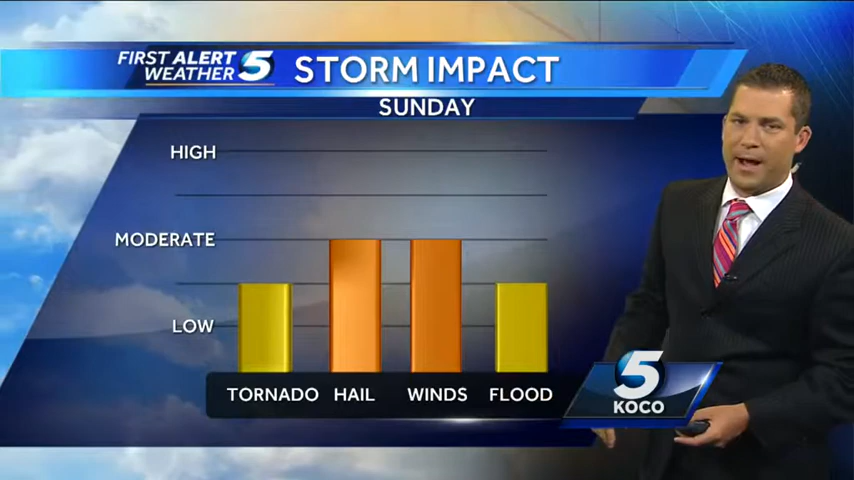 FIRST ALERT
WEATHER 5
STORM IMPACT
SUNDAY
HIGH
MODERATE
LOW
TORNADO HAIL WINDS FLOOD
5
KOCO